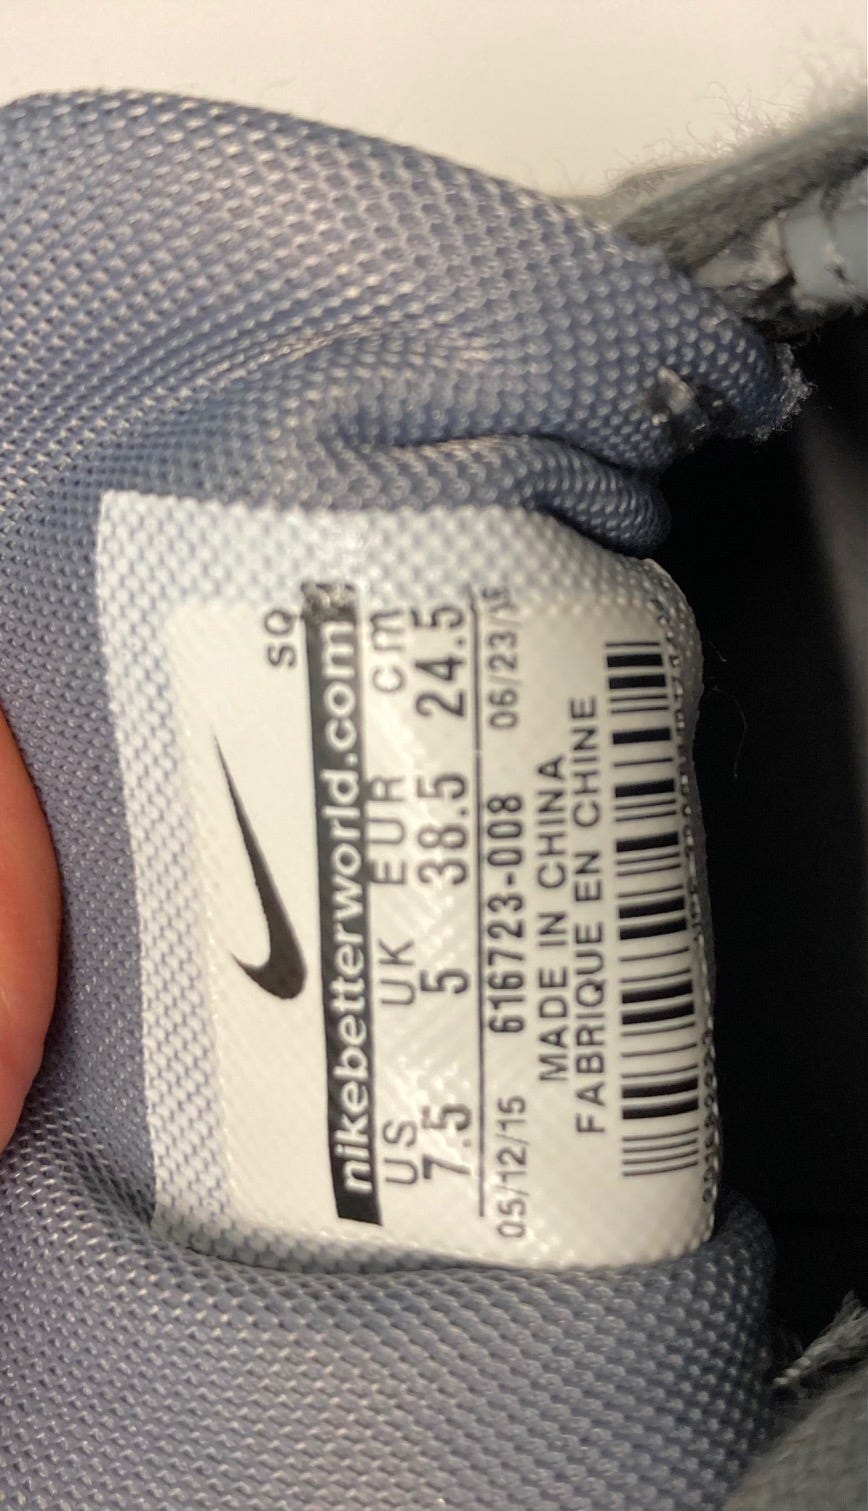 SQ
nikebetterworld.com
US UK EUR cm
7.5 5 38.5 24.5
05/12/15 616723-008 06/23/15
MADE IN CHINA
FABRIQUE EN CHINE